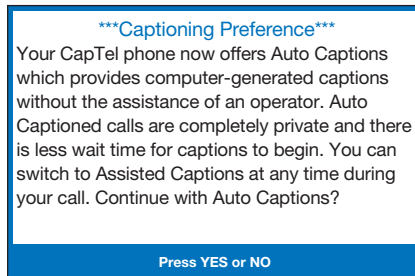 ***Captioning Preference***
Your CapTel phone now offers Auto Captions
which provides computer-generated captions
without the assistance of an operator. Auto
Captioned calls are completely private and there
is less wait time for captions to begin. You can
switch to Assisted Captions at any time during
your call. Continue with Auto Captions?
Press YES or NO